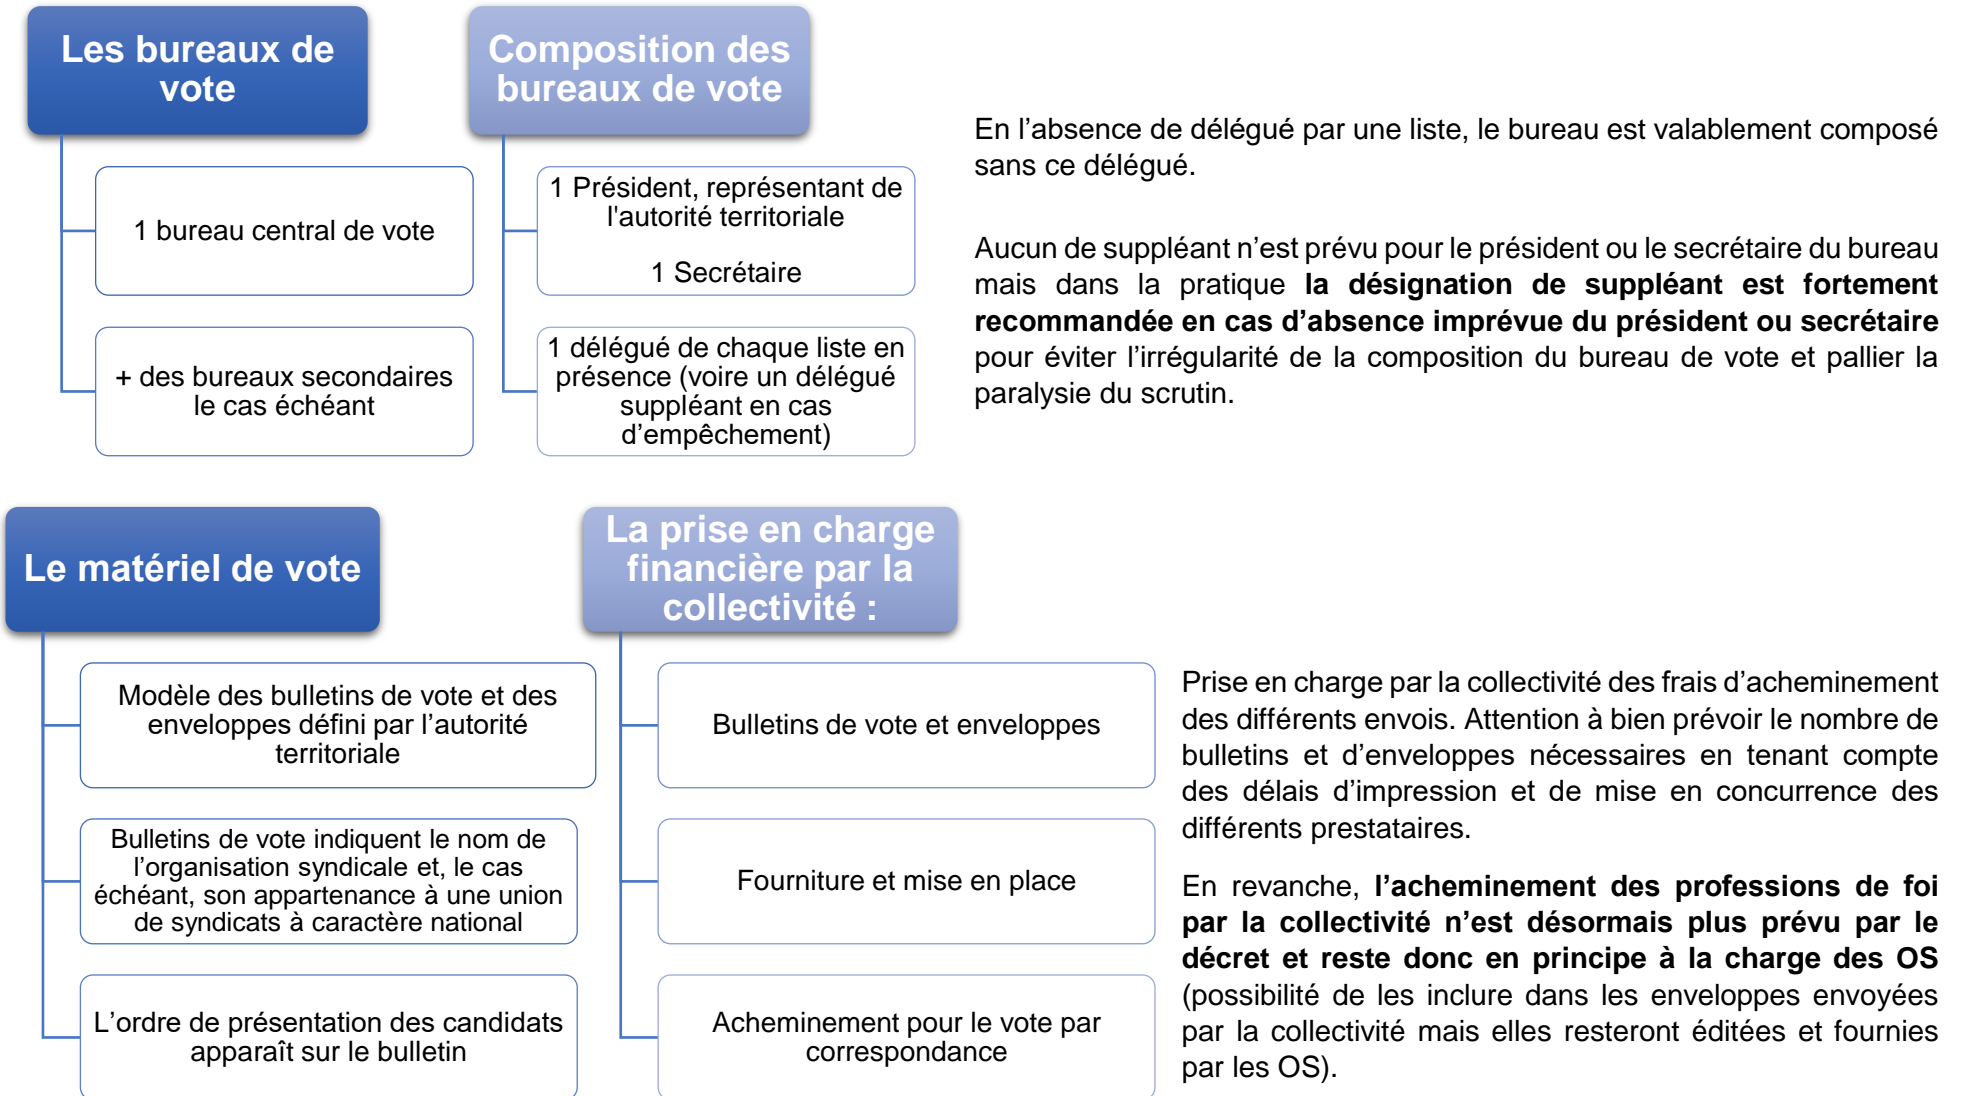 Les bureaux de
vote
1 bureau central de vote
+ des bureaux secondaires
le cas échéant
Composition des
bureaux de vote
1 Président, représentant de
l'autorité territoriale
1 Secrétaire
1 délégué de chaque liste en
présence (voire un délégué
suppléant en cas
d’empêchement)
En l’absence de délégué par une liste, le bureau est valablement composé
sans ce délégué.
Aucun de suppléant n’est prévu pour le président ou le secrétaire du bureau
mais dans la pratique la désignation de suppléant est fortement
recommandée en cas d’absence imprévue du président ou secrétaire
pour éviter l’irrégularité de la composition du bureau de vote et pallier la
paralysie du scrutin.
Le matériel de vote
Modèle des bulletins de vote et des
enveloppes défini par l’autorité
territoriale
Bulletins de vote indiquent le nom de
l’organisation syndicale et, le cas
échéant, son appartenance à une union
de syndicats à caractère national
L’ordre de présentation des candidats
apparaît sur le bulletin
La prise en charge
financière par la
collectivité :
Bulletins de vote et enveloppes
Fourniture et mise en place
Acheminement pour le vote par
correspondance
Prise en charge par la collectivité des frais d’acheminement
des différents envois. Attention à bien prévoir le nombre de
bulletins et d’enveloppes nécessaires en tenant compte
des délais d’impression et de mise en concurrence des
différents prestataires.
En revanche, l’acheminement des professions de foi
par la collectivité n’est désormais plus prévu par le
décret et reste donc en principe à la charge des OS
(possibilité de les inclure dans les enveloppes envoyées
par la collectivité mais elles resteront éditées et fournies
par les OS).